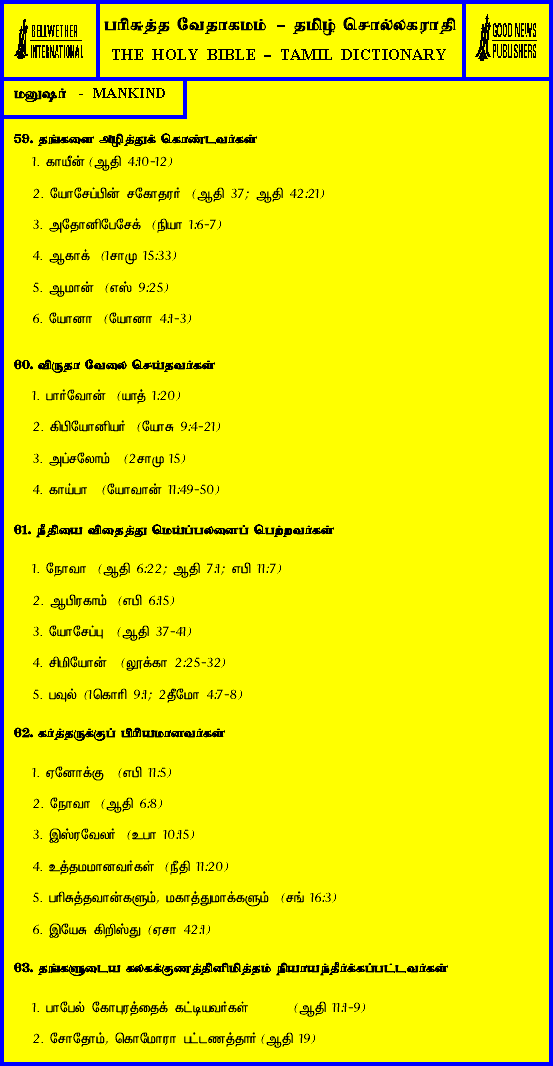 BELLWETHER
INTERNATIONAL
பரிசுத்த வேதாகமம் – தமிழ் சொல்லகராதி
THE HOLY BIBLE – TAMIL DICTIONARY
GOOD NEWS
PUBLISHERS
மனுஷர் - MANKIND
59. தங்களை அழித்துக் கொண்டவர்கள்
1. காயீன் (ஆதி 4:10-12)
2. யோசேப்பின் சகோதரர் (ஆதி 37; ஆதி 42:21)
3. அதோனிபேசேக் (நியா 1:6-7)
4. ஆகாக் (1சாமு 15:33)
5. ஆமான் (எஸ் 9:25)
6. யோனா (யோனா 4:1-3)
60. விருதா வேலை செய்தவர்கள்
1. பார்வோன் (யாத் 1:20)
2. கிபியோனியர் (யோசு 9:4-21)
3. அப்சலோம் (2சாமு 15)
4. காய்பா (யோவான் 11:49-50)
61. நீதியை விதைத்து மெய்ப்பலனைப் பெற்றவர்கள்
1. நோவா (ஆதி 6:22; ஆதி 7:1; எபி 11:7)
2. ஆபிரகாம் (எபி 6:15)
3. யோசேப்பு (ஆதி 37-41)
4. சிமியோன் (லூக்கா 2:25-32)
5. பவுல் (1கொரி 9:1; 2தீமோ 4:7-8)
62. கர்த்தருக்குப் பிரியமானவர்கள்
1. ஏனோக்கு (எபி 11:5)
2. நோவா (ஆதி 6:8)
3. இஸ்ரவேலர் (உபா 10:15)
4. உத்தமமானவர்கள் (நீதி 11:20)
5. பரிசுத்தவான்களும், மகாத்துமாக்களும் (சங் 16:3)
6. இயேசு கிறிஸ்து (ஏசா 42:1)
63. தங்களுடைய கலகக்குணத்தினிமித்தம் நியாயந்தீர்க்கப்பட்டவர்கள்
1. பாபேல் கோபுரத்தைக் கட்டியவர்கள் (ஆதி 11:1-9)
2. சோதோம், கொமோரா பட்டணத்தார் (ஆதி 19)